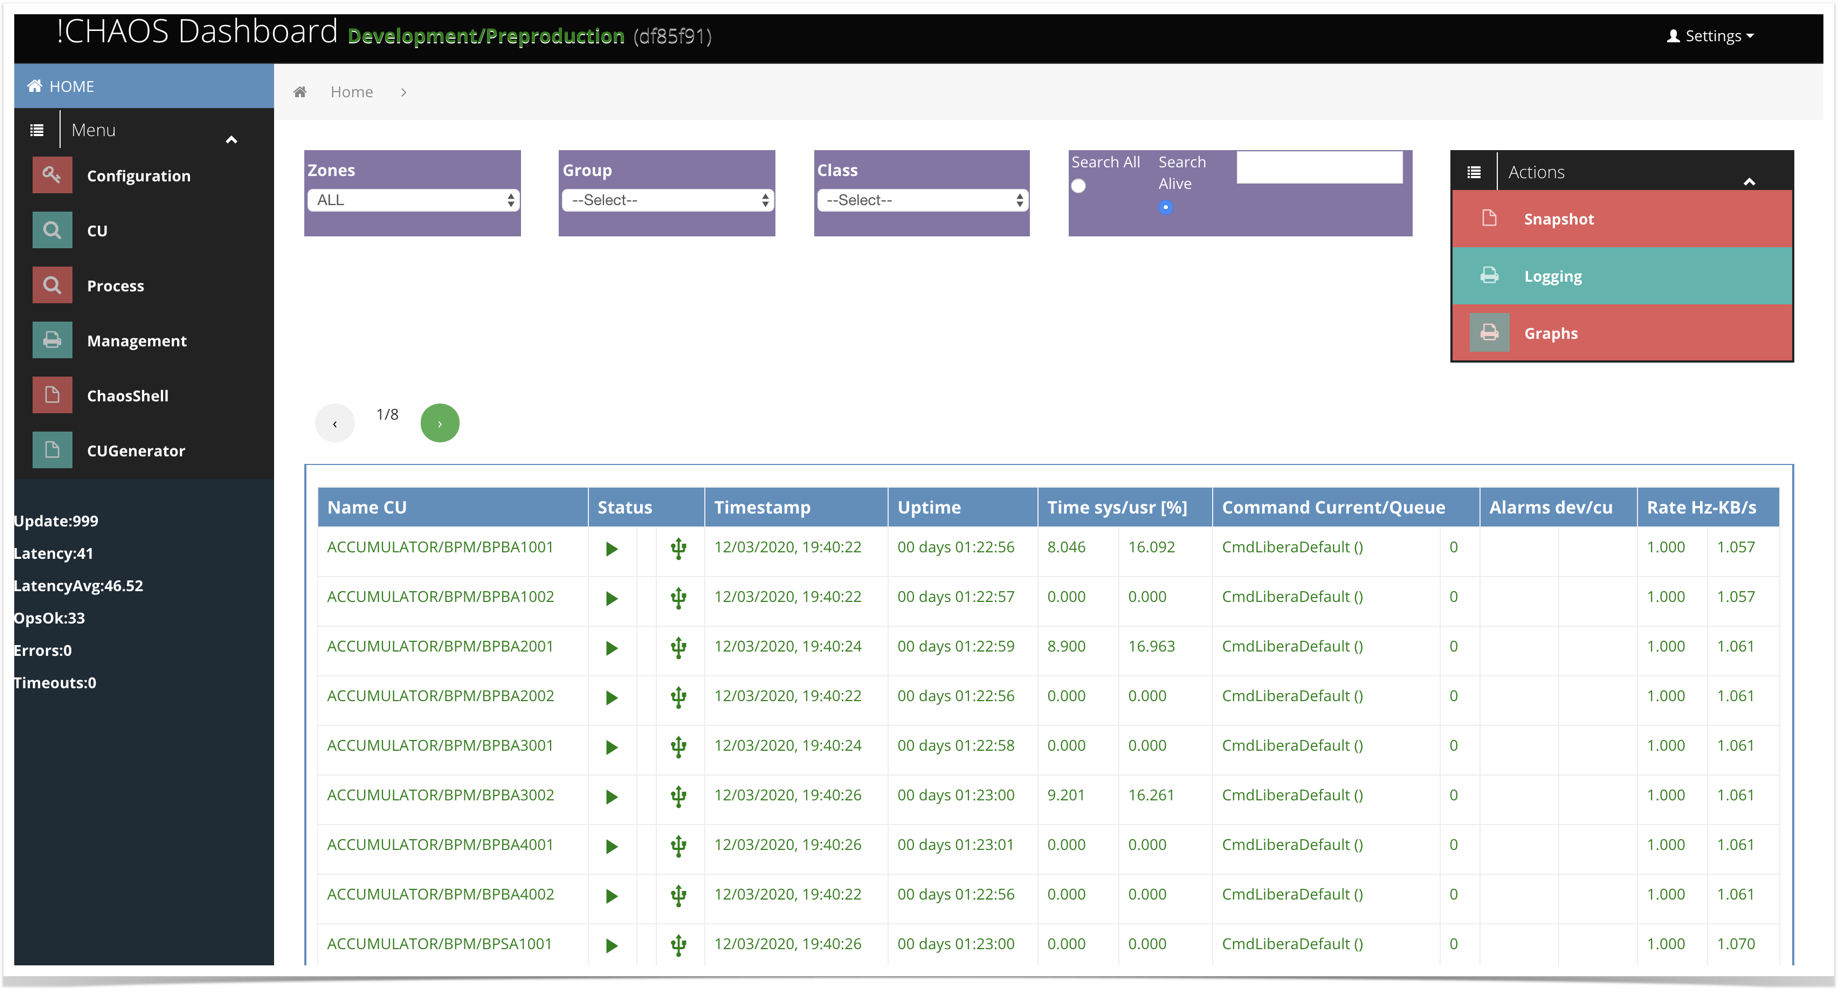 !CHAOS Dashboard Development/Preproduction (df85f91)
Settings
HOME
Home
Menu
Configuration
CU
Process
Management
ChaosShell
CUGenerator
Update:999
Latency:41
LatencyAvg:46.52
OpsOk:33
Errors:0
Timeouts:0
Zones
ALL
Group
--Select--
Class
--Select--
Search All
Search
Alive
Actions
Snapshot
Logging
Graphs
‹ 1/8 ›
Name CU Status Timestamp Uptime Time sys/usr [%] Command Current/Queue Alarms dev/cu Rate Hz-KB/s
ACCUMULATOR/BPM/BPBA1001 12/03/2020, 19:40:22 00 days 01:22:56 8.046 16.092 CmdLiberaDefault () 0 1.000 1.057
ACCUMULATOR/BPM/BPBA1002 12/03/2020, 19:40:22 00 days 01:22:57 0.000 0.000 CmdLiberaDefault () 0 1.000 1.057
ACCUMULATOR/BPM/BPBA2001 12/03/2020, 19:40:24 00 days 01:22:59 8.900 16.963 CmdLiberaDefault () 0 1.000 1.061
ACCUMULATOR/BPM/BPBA2002 12/03/2020, 19:40:22 00 days 01:22:56 0.000 0.000 CmdLiberaDefault () 0 1.000 1.061
ACCUMULATOR/BPM/BPBA3001 12/03/2020, 19:40:24 00 days 01:22:58 0.000 0.000 CmdLiberaDefault () 0 1.000 1.061
ACCUMULATOR/BPM/BPBA3002 12/03/2020, 19:40:26 00 days 01:23:00 9.201 16.261 CmdLiberaDefault () 0 1.000 1.061
ACCUMULATOR/BPM/BPBA4001 12/03/2020, 19:40:26 00 days 01:23:01 0.000 0.000 CmdLiberaDefault () 0 1.000 1.061
ACCUMULATOR/BPM/BPBA4002 12/03/2020, 19:40:22 00 days 01:22:56 0.000 0.000 CmdLiberaDefault () 0 1.000 1.061
ACCUMULATOR/BPM/BPSA1001 12/03/2020, 19:40:26 00 days 01:23:00 0.000 0.000 CmdLiberaDefault () 0 1.000 1.070